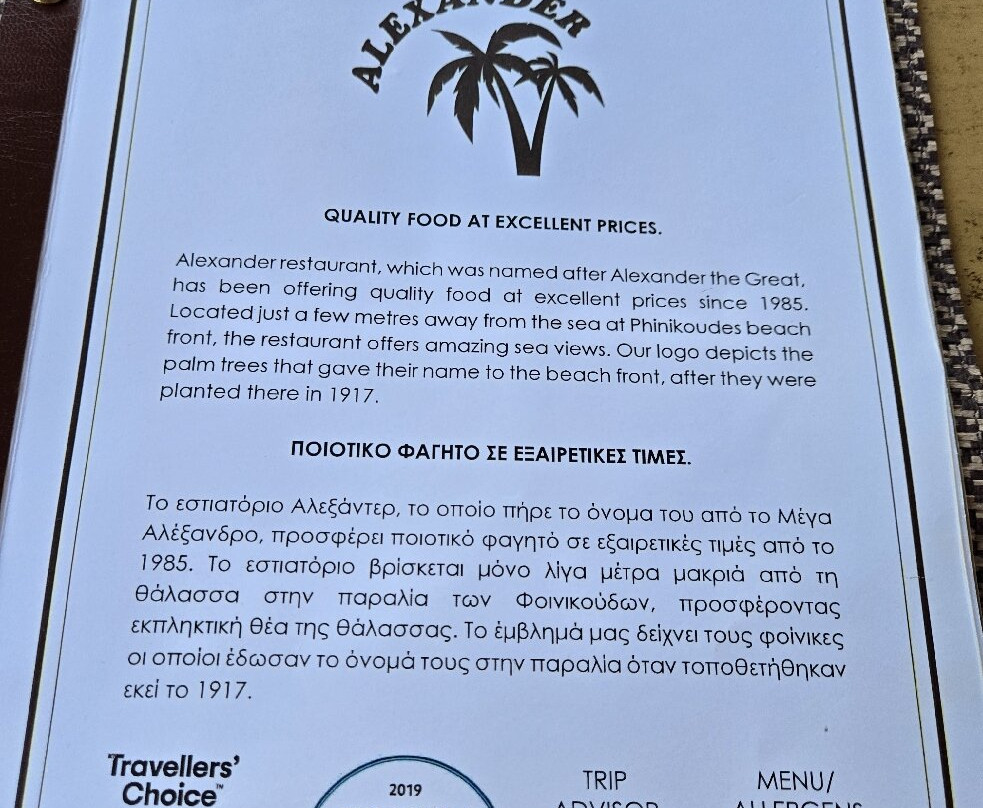 ALEXANDER
QUALITY FOOD AT EXCELLENT PRICES.
Alexander restaurant, which was named after Alexander the Great,
has been offering quality food at excellent prices since 1985.
Located just a few metres away from the sea at Phinikoudes beach
front, the restaurant offers amazing sea views. Our logo depicts the
palm trees that gave their name to the beach front, after they were
planted there in 1917.
ΠΟΙΟΤΙΚΟ ΦΑΓΗΤΟ ΣΕ ΕΞΑΙΡΕΤΙΚΕΣ ΤΙΜΕΣ.
Το εστιατόριο Αλεξάντερ, το οποίο πήρε το όνομα του από το Μέγα
Αλέξανδρο, προσφέρει ποιοτικό φαγητό σε εξαιρετικές τιμές από το
1985. Το εστιατόριο βρίσκεται μόνο λίγα μέτρα μακριά από τη
θάλασσα στην παραλία των Φοινικούδων, προσφέροντας
εκπληκτική θέα της θάλασσας. Το έμβλημά μας δείχνει τους φοίνικες
οι οποίοι έδωσαν το όνομά τους στην παραλία όταν τοποθετήθηκαν
εκεί το 1917.
Travellers'
Choice™
2019
TRIP
ADVISOR
MENU/
ALLERGENS